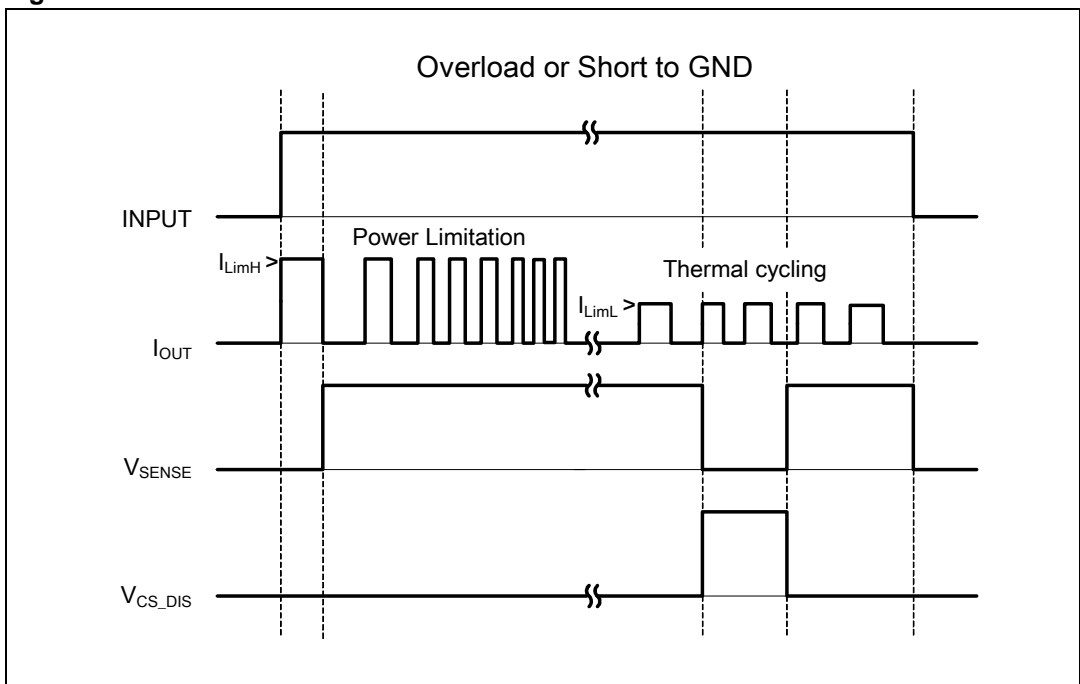 Overload or Short to GND
INPUT
Power Limitation
I_LimH >
Thermal cycling
I_LimL >
I_OUT
V_SENSE
V_CS_DIS